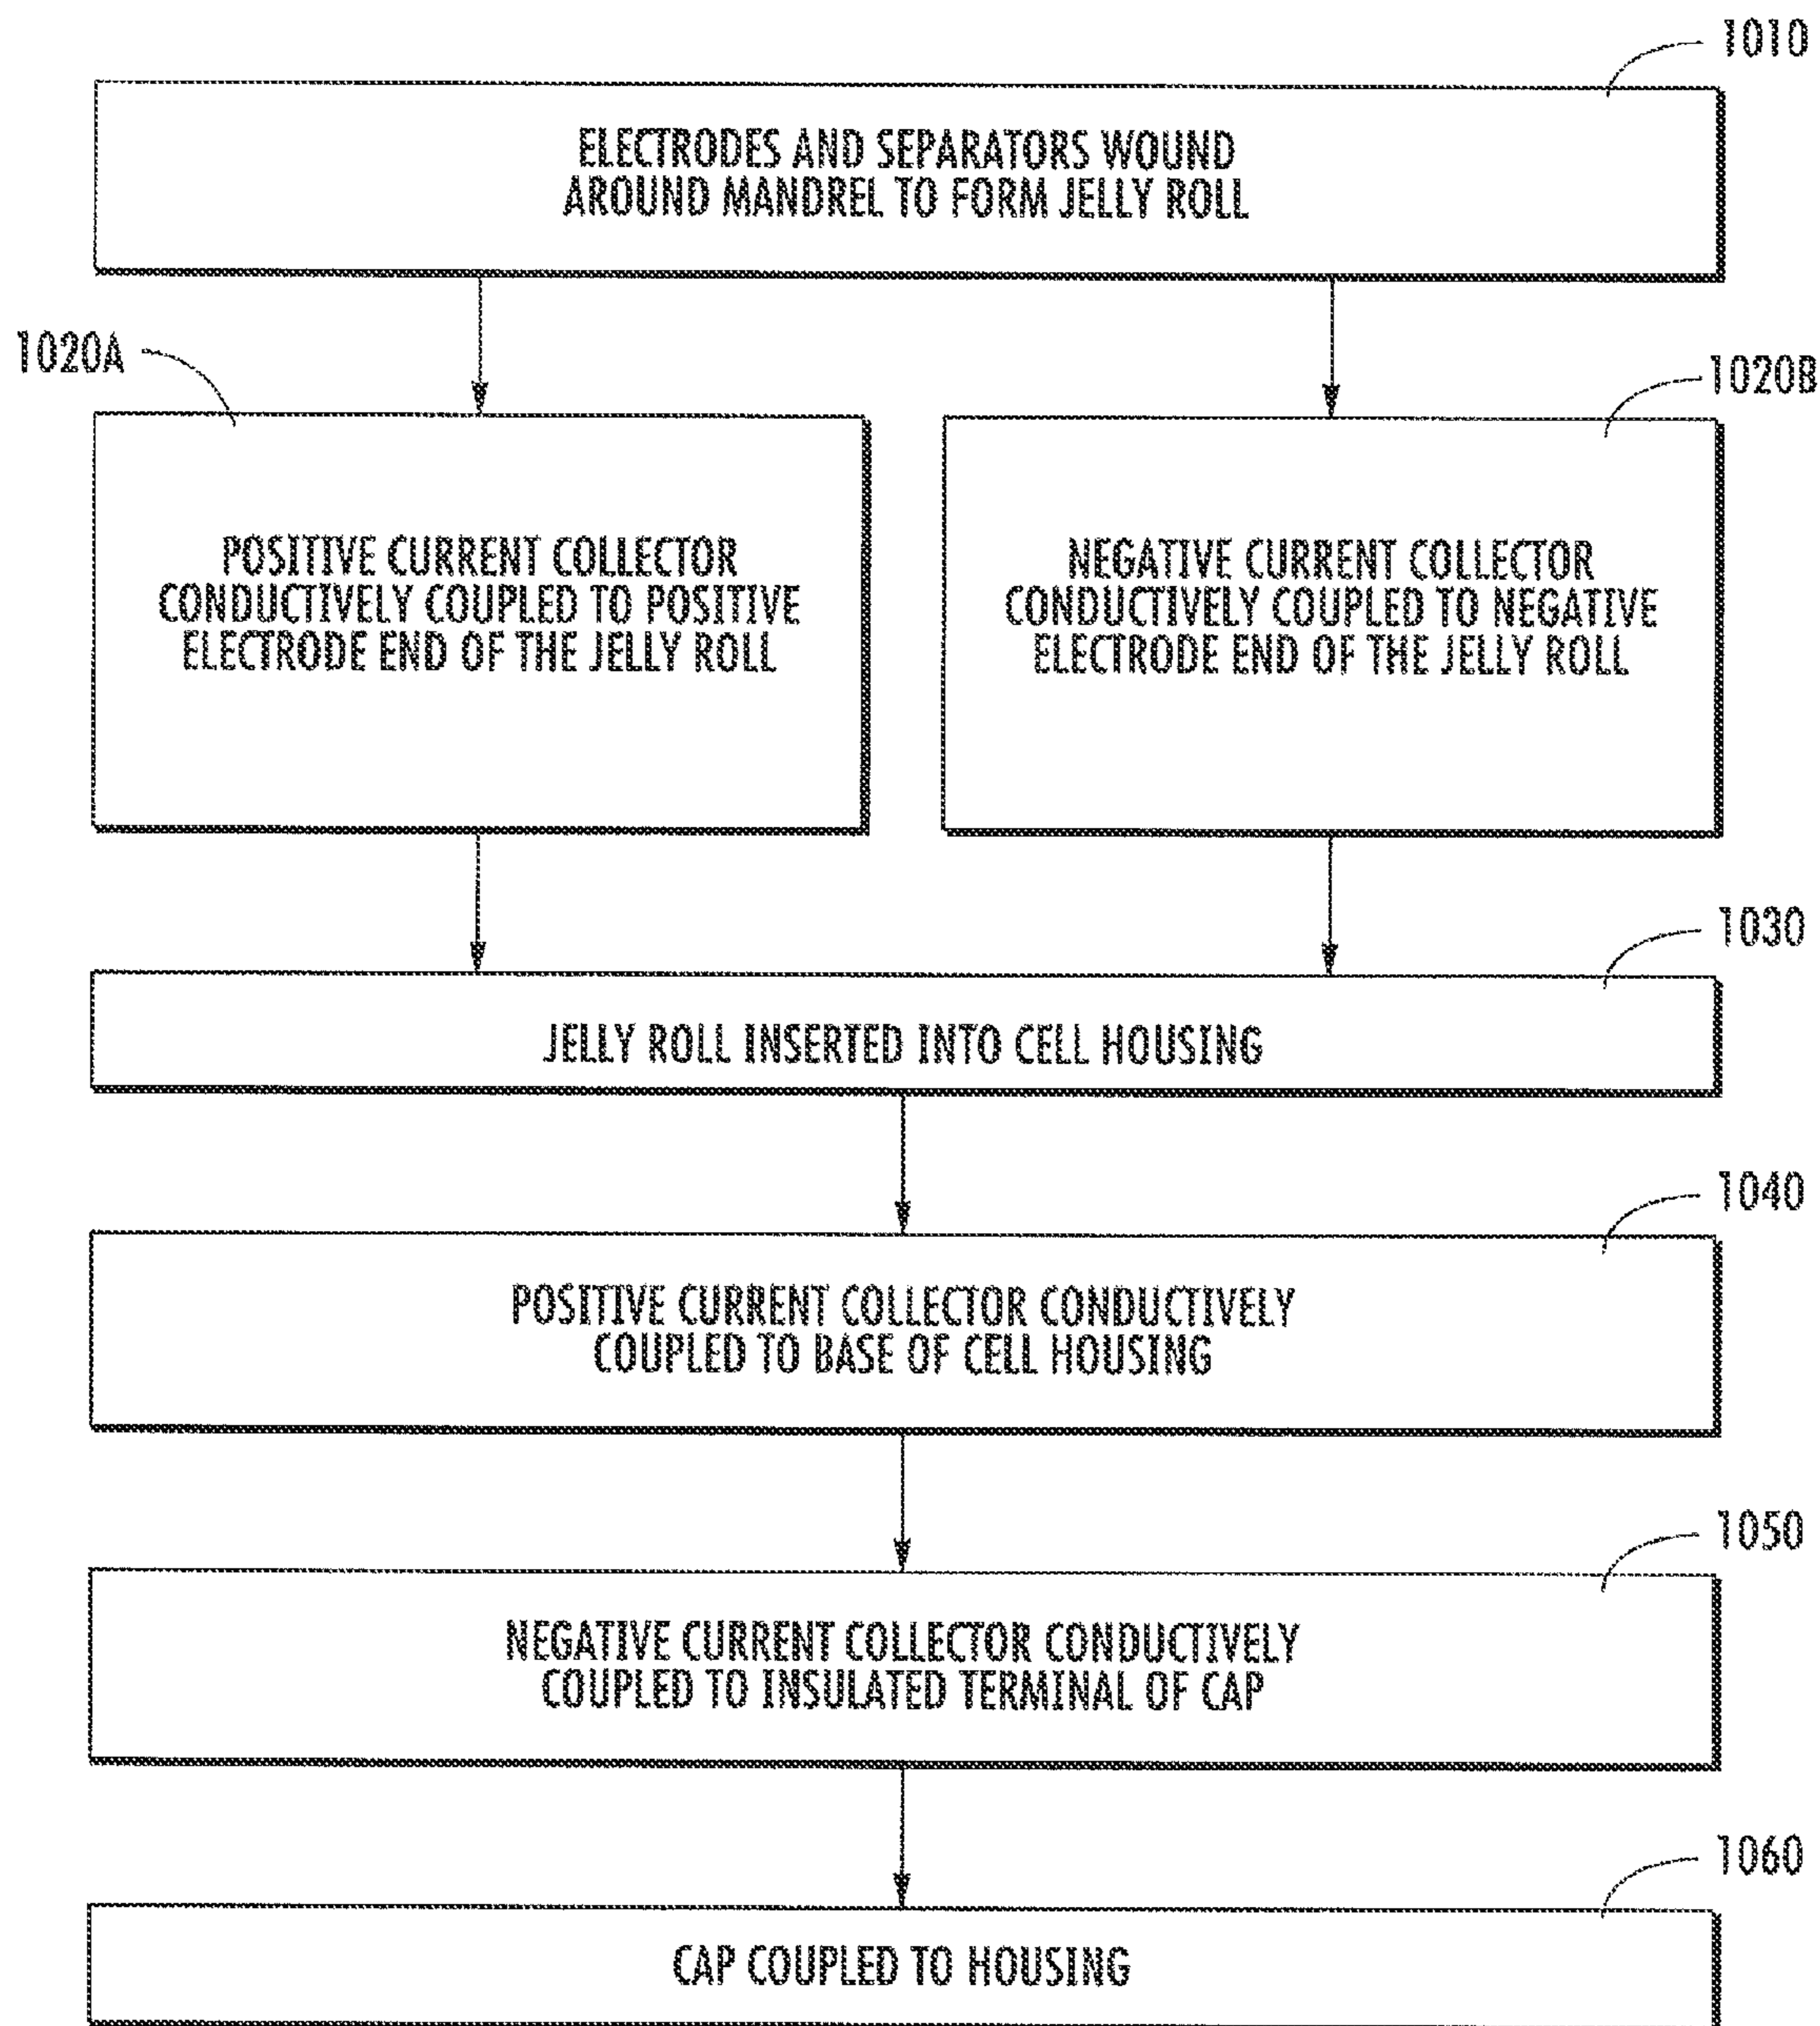 1010
ELECTRODES AND SEPARATORS WOUND
AROUND MANDREL TO FORM JELLY ROLL
1020A
1020B
POSITIVE CURRENT COLLECTOR
CONDUCTIVELY COUPLED TO POSITIVE
ELECTRODE END OF THE JELLY ROLL
NEGATIVE CURRENT COLLECTOR
CONDUCTIVELY COUPLED TO NEGATIVE
ELECTRODE END OF THE JELLY ROLL
1030
JELLY ROLL INSERTED INTO CELL HOUSING
1040
POSITIVE CURRENT COLLECTOR CONDUCTIVELY
COUPLED TO BASE OF CELL HOUSING
1050
NEGATIVE CURRENT COLLECTOR CONDUCTIVELY
COUPLED TO INSULATED TERMINAL OF CAP
1060
CAP COUPLED TO HOUSING